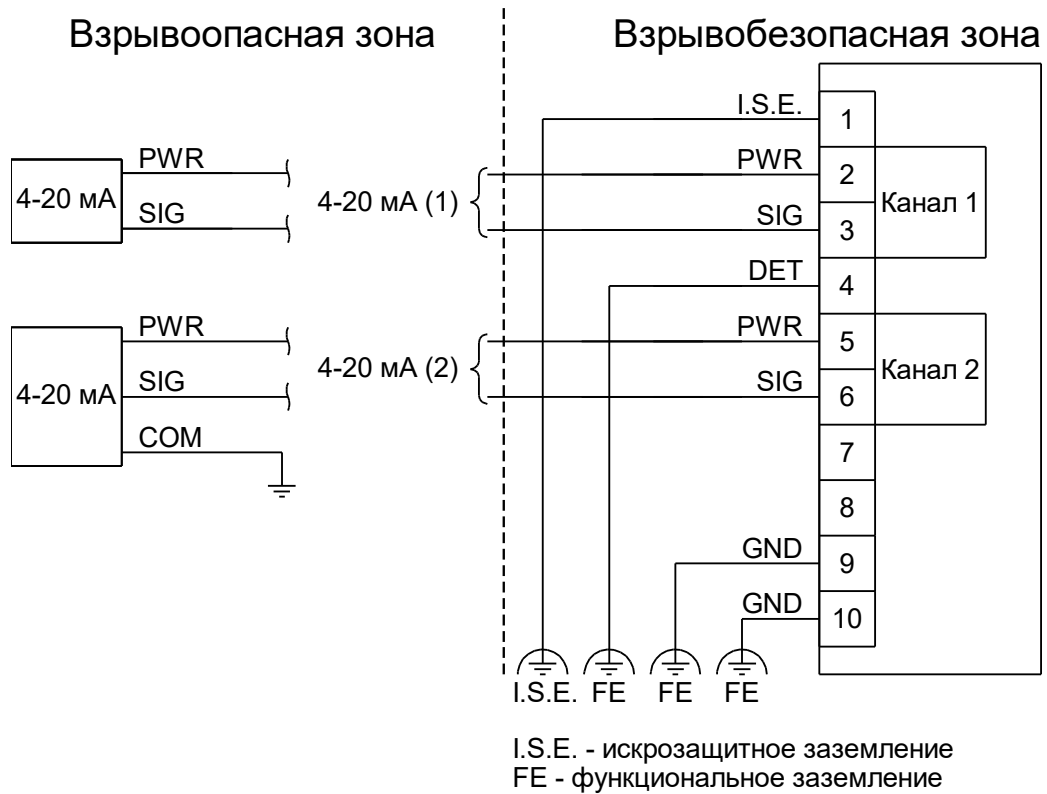 Взрывоопасная зона
Взрывобезопасная зона
I.S.E.
1
PWR
PWR
2
4-20 мА
4-20 мА (1)
Канал 1
SIG
SIG
3
DET
4
PWR
PWR
5
4-20 мА
4-20 мА (2)
Канал 2
SIG
SIG
6
COM
7
8
GND
9
GND
10
I.S.E. FE FE FE
I.S.E. - искрозащитное заземление
FE - функциональное заземление